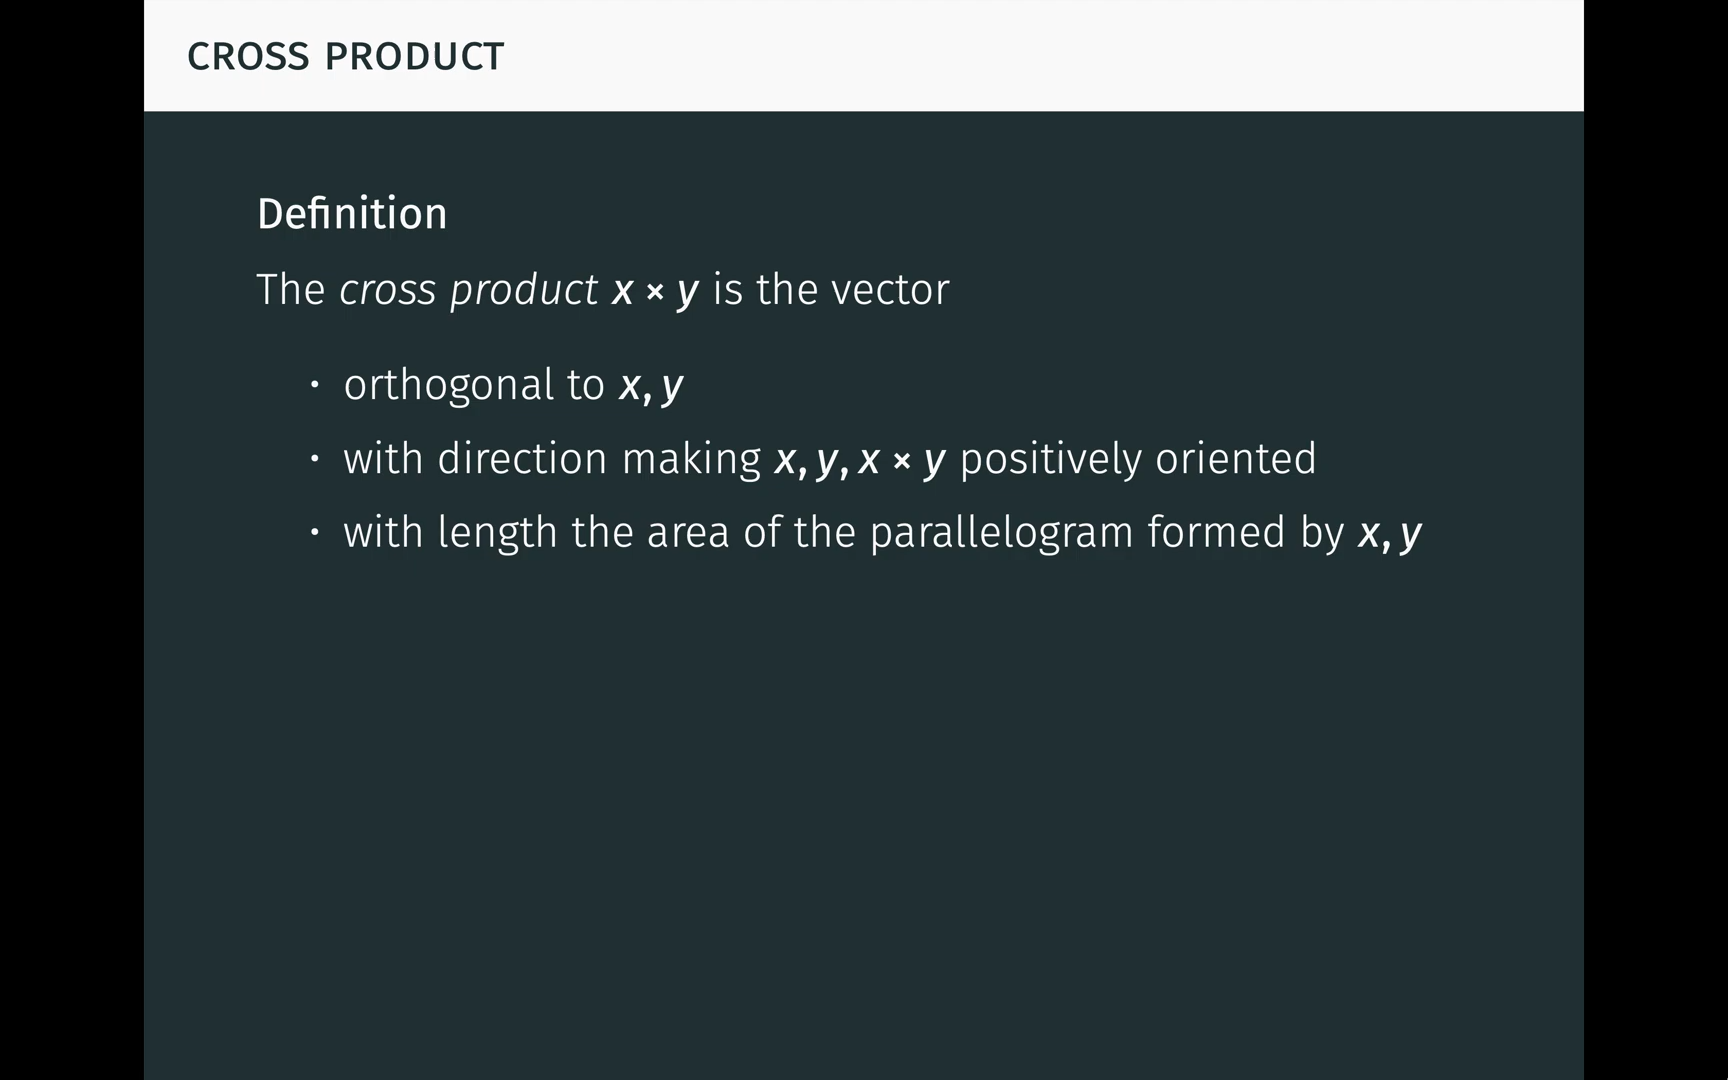 CROSS PRODUCT
Definition
The cross product x × y is the vector
· orthogonal to x, y
· with direction making x, y, x × y positively oriented
· with length the area of the parallelogram formed by x, y